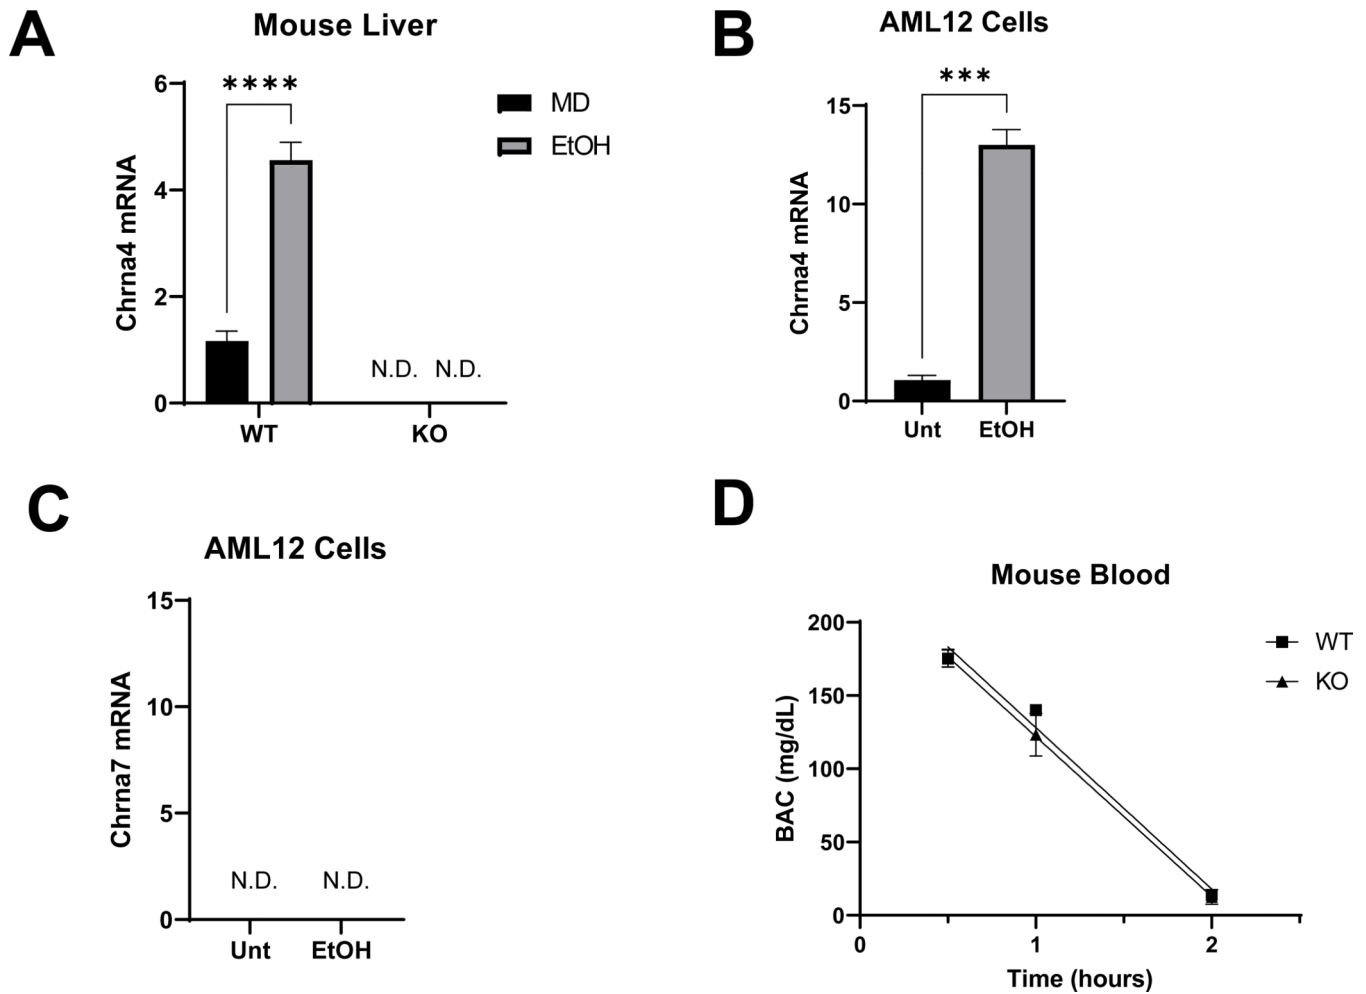 A
Mouse Liver
Chrna4 mRNA
6
4
2
0
****
MD
EtOH
N.D. N.D.
WT KO
B
AML12 Cells
Chrna4 mRNA
15
10
5
0
***
Unt EtOH
C
AML12 Cells
Chrna7 mRNA
15
10
5
0
N.D. N.D.
Unt EtOH
D
Mouse Blood
BAC (mg/dL)
200
150
100
50
0
WT
KO
0 1 2
Time (hours)